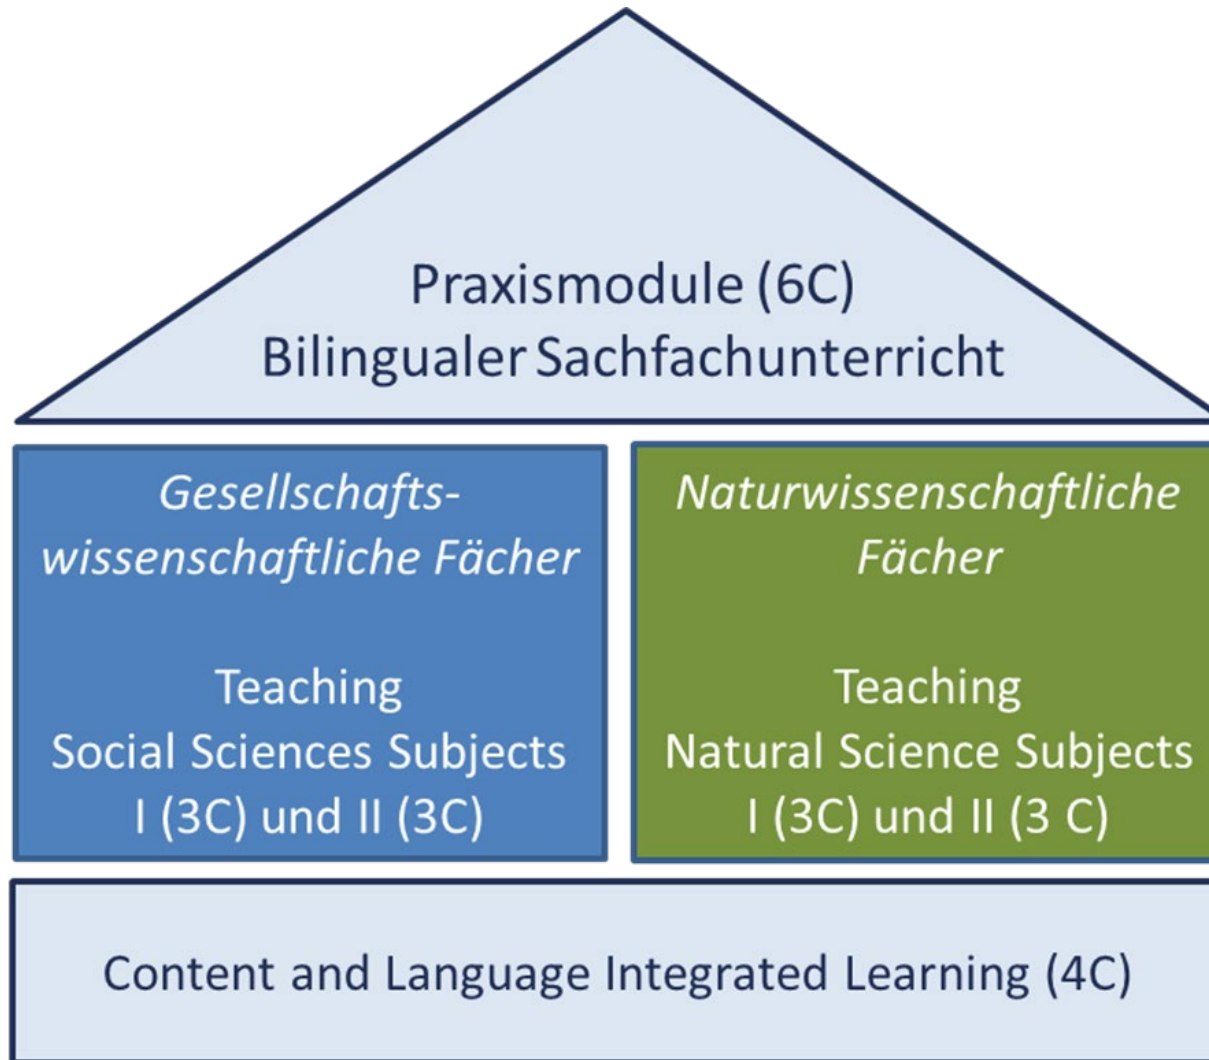 Praxismodule (6C)
Bilingualer Sachfachunterricht
Gesellschafts-
wissenschaftliche Fächer
Teaching
Social Sciences Subjects
I (3C) und II (3C)
Naturwissenschaftliche
Fächer
Teaching
Natural Science Subjects
I (3C) und II (3 C)
Content and Language Integrated Learning (4C)